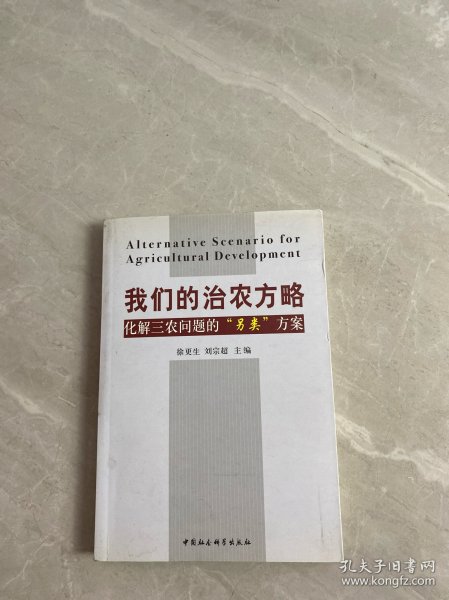 Alternative Scenario for
Agricultural Development
我们的治农方略
化解三农问题的“另类”方案
徐更生 刘宗超 主编
中国社会科学出版社
孔夫子旧书网
www.kongfz.com